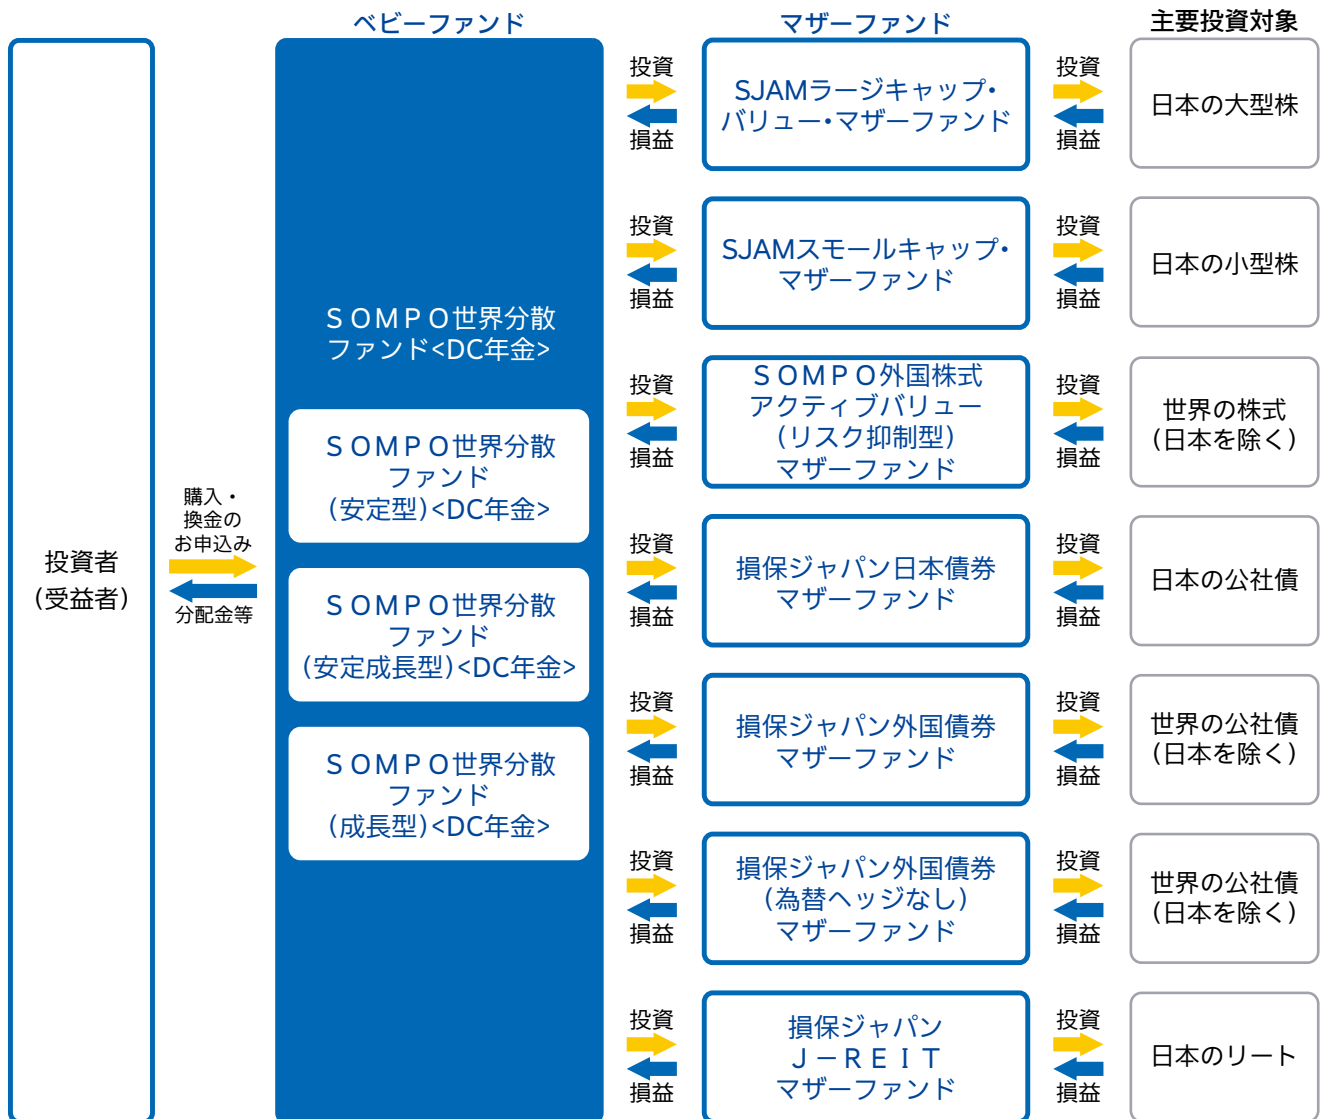 ベビーファンド
マザーファンド
主要投資対象
投資者
(受益者)
購入・
換金の
お申込み
分配金等
ＳＯＭＰＯ世界分散
ファンド<DC年金>
ＳＯＭＰＯ世界分散
ファンド
(安定型)<DC年金>
ＳＯＭＰＯ世界分散
ファンド
(安定成長型)<DC年金>
ＳＯＭＰＯ世界分散
ファンド
(成長型)<DC年金>
投資
損益
SJAMラージキャップ・
バリュー・マザーファンド
投資
損益
日本の大型株
投資
損益
SJAMスモールキャップ・
マザーファンド
投資
損益
日本の小型株
投資
損益
ＳＯＭＰＯ外国株式
アクティブバリュー
(リスク抑制型)
マザーファンド
投資
損益
世界の株式
(日本を除く)
投資
損益
損保ジャパン日本債券
マザーファンド
投資
損益
日本の公社債
投資
損益
損保ジャパン外国債券
マザーファンド
投資
損益
世界の公社債
(日本を除く)
投資
損益
損保ジャパン外国債券
(為替ヘッジなし)
マザーファンド
投資
損益
世界の公社債
(日本を除く)
投資
損益
損保ジャパン
Ｊ－ＲＥＩＴ
マザーファンド
投資
損益
日本のリート